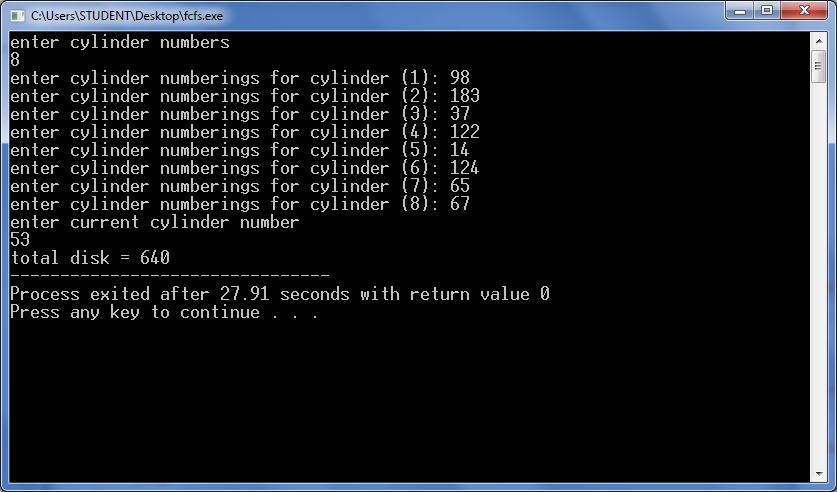 C:\Users\STUDENT\Desktop\fcfs.exe
enter cylinder numbers
8
enter cylinder numberings for cylinder (1): 98
enter cylinder numberings for cylinder (2): 183
enter cylinder numberings for cylinder (3): 37
enter cylinder numberings for cylinder (4): 122
enter cylinder numberings for cylinder (5): 14
enter cylinder numberings for cylinder (6): 124
enter cylinder numberings for cylinder (7): 65
enter cylinder numberings for cylinder (8): 67
enter current cylinder number
53
total disk = 640
--------------------------------
Process exited after 27.91 seconds with return value 0
Press any key to continue . . .